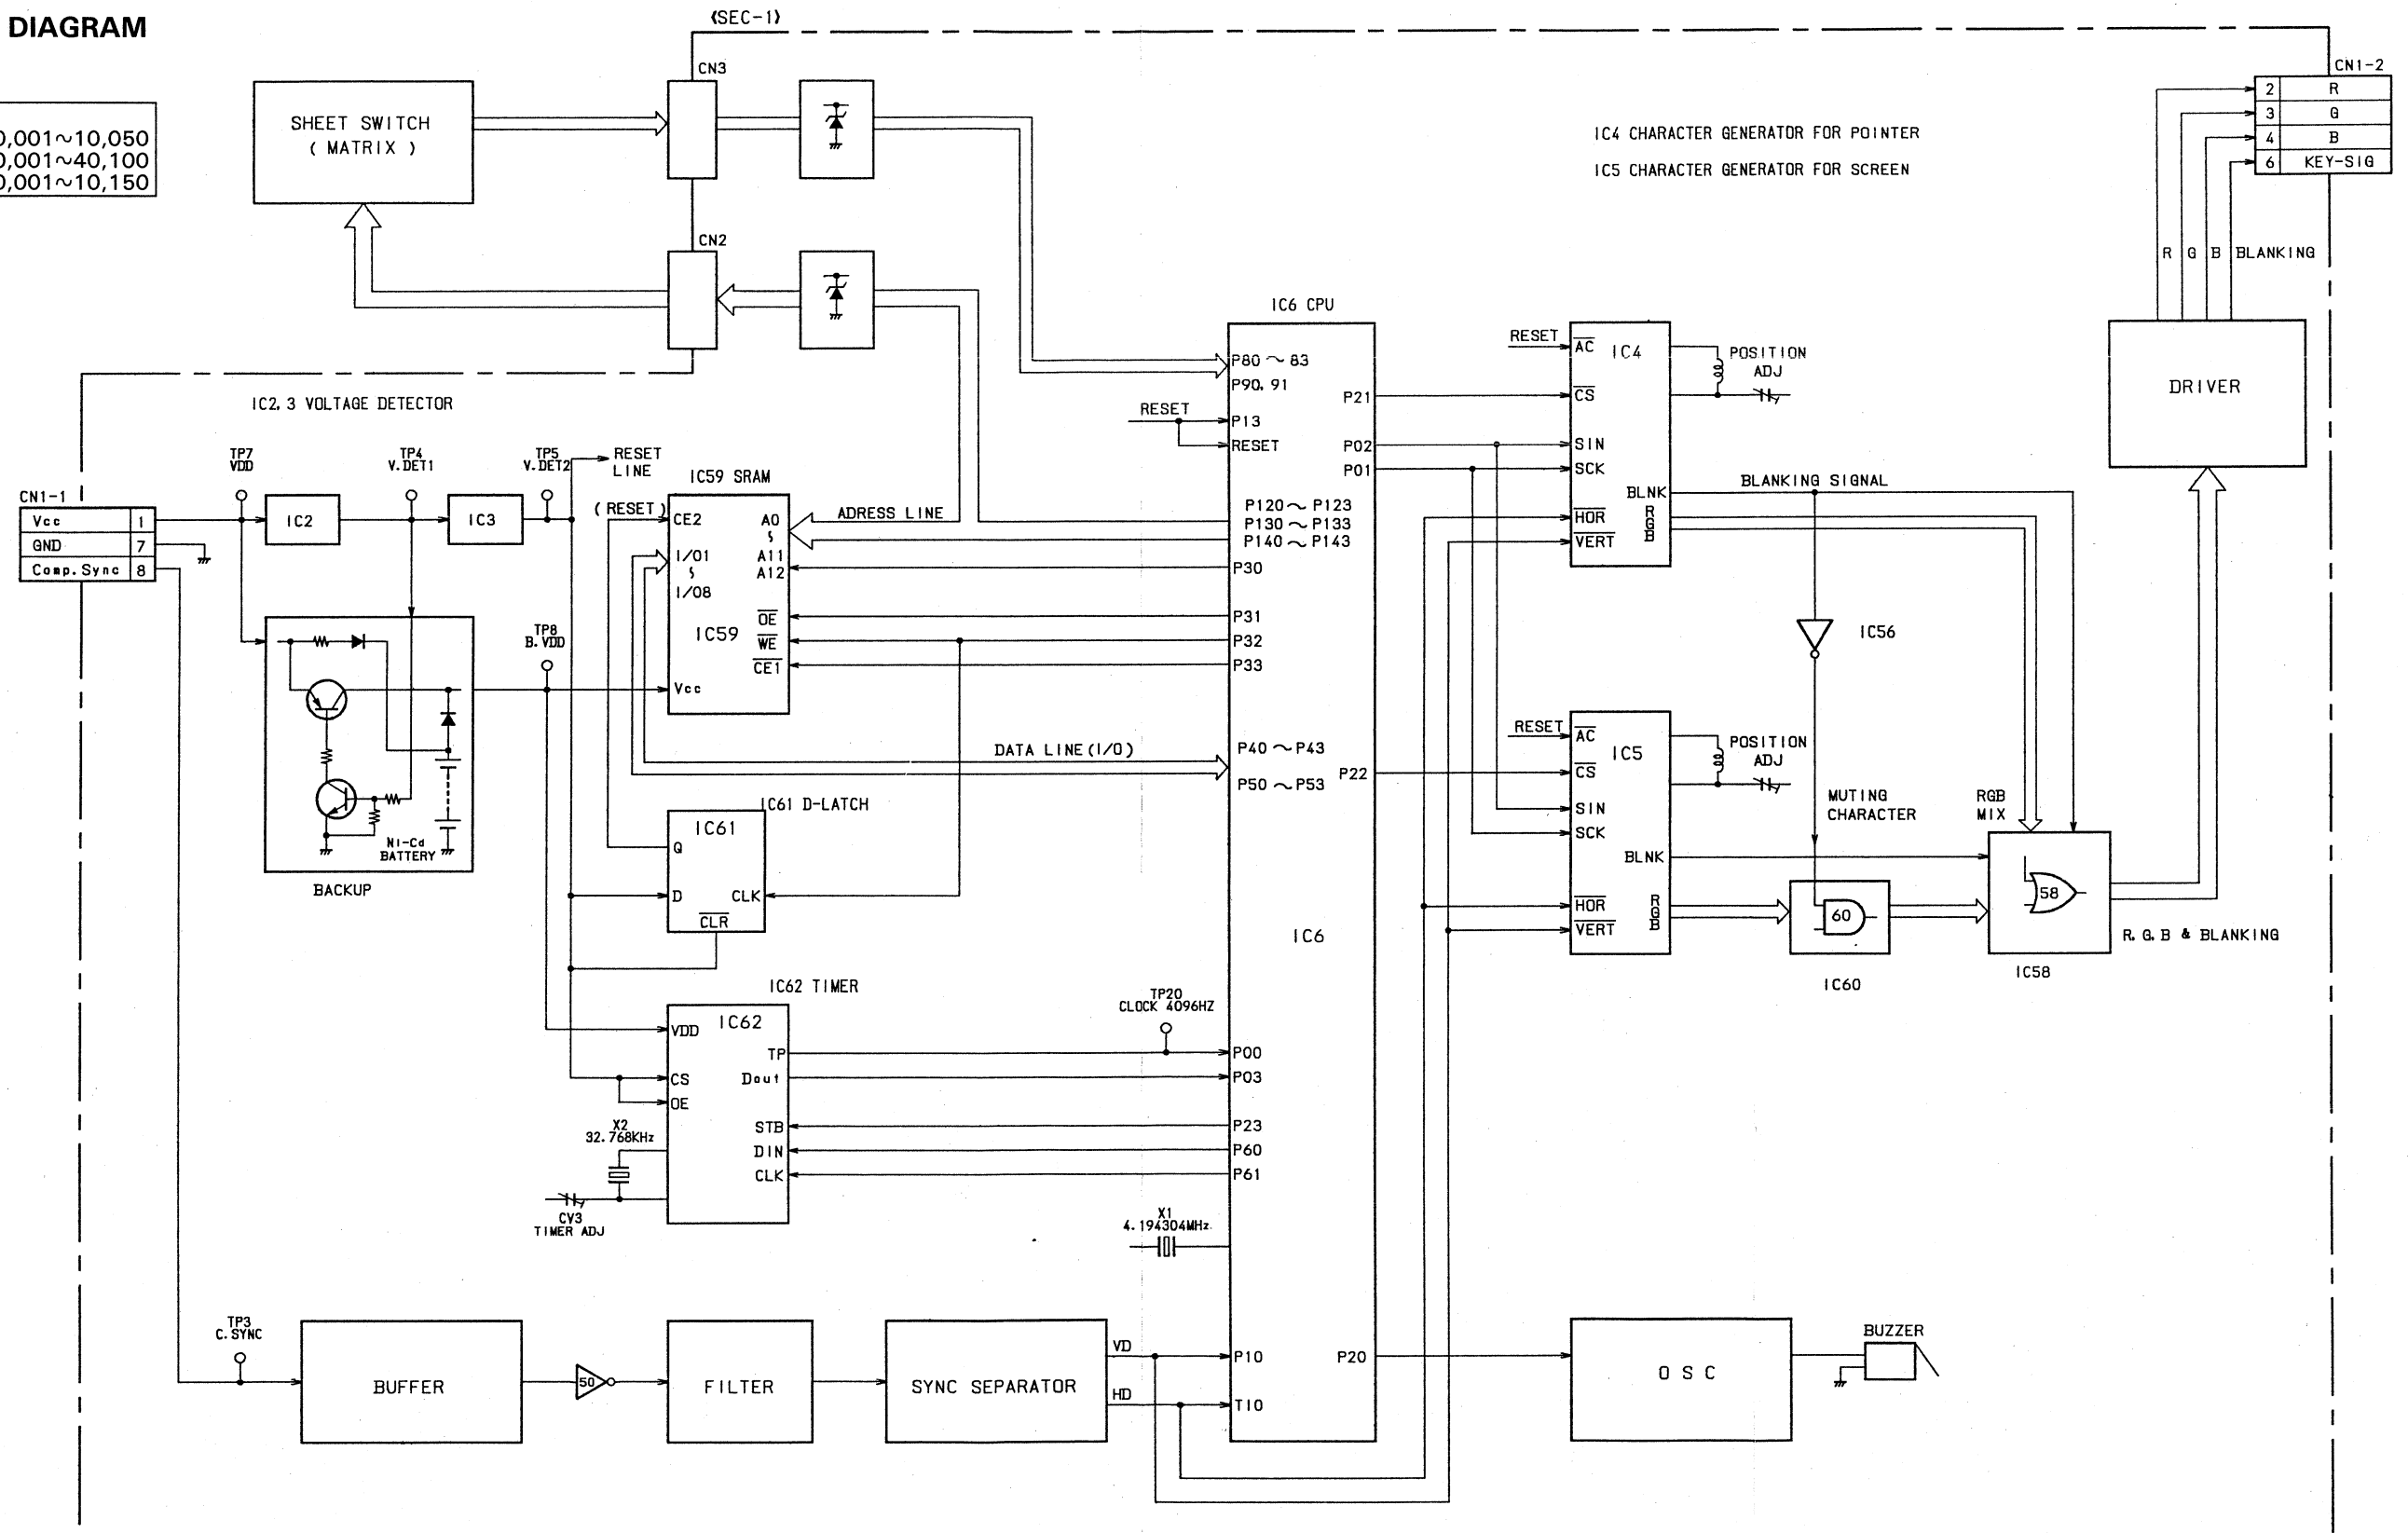 DIAGRAM
《SEC-1》
0,001~10,050
0,001~40,100
0,001~10,150
SHEET SWITCH
( MATRIX )
CN3
CN2
IC4 CHARACTER GENERATOR FOR POINTER
IC5 CHARACTER GENERATOR FOR SCREEN
CN1-2
2 R
3 G
4 B
6 KEY-SIG
R G B BLANKING
DRIVER
IC2,3 VOLTAGE DETECTOR
CN1-1
Vcc 1
GND 7
Comp.Sync 8
TP7
VDD
IC2
TP4
V.DET1
IC3
TP5
V.DET2
RESET
LINE
TP8
B.VDD
Ni-Cd
BATTERY
BACKUP
IC59 SRAM
(RESET)
CE2
I/O1
~
I/O8
IC59
Vcc
A0
~
A11
A12
OE
WE
CE1
ADRESS LINE
DATA LINE(I/O)
IC61 D-LATCH
IC61
Q
D
CLK
CLR
IC62 TIMER
IC62
VDD
CS
OE
TP
Dout
STB
DIN
CLK
X2
32.768KHz
CV3
TIMER ADJ
TP20
CLOCK 4096HZ
X1
4.194304MHz
IC6 CPU
P80~83
P90,91
RESET
P13
RESET
P120~P123
P130~P133
P140~P143
P30
P31
P32
P33
P40~P43
P50~P53
IC6
P00
P03
P23
P60
P61
P10
TIO
P21
P02
P01
P22
P20
RESET
AC
IC4
CS
SIN
SCK
BLNK
HOR
VERT
R
G
B
POSITION
ADJ
BLANKING SIGNAL
IC56
RESET
AC
IC5
CS
SIN
SCK
BLNK
HOR
VERT
R
G
B
POSITION
ADJ
MUTING
CHARACTER
RGB
MIX
60
IC60
58
IC58
R.G.B & BLANKING
TP3
C.SYNC
BUFFER
50
FILTER
SYNC SEPARATOR
VD
HD
OSC
BUZZER